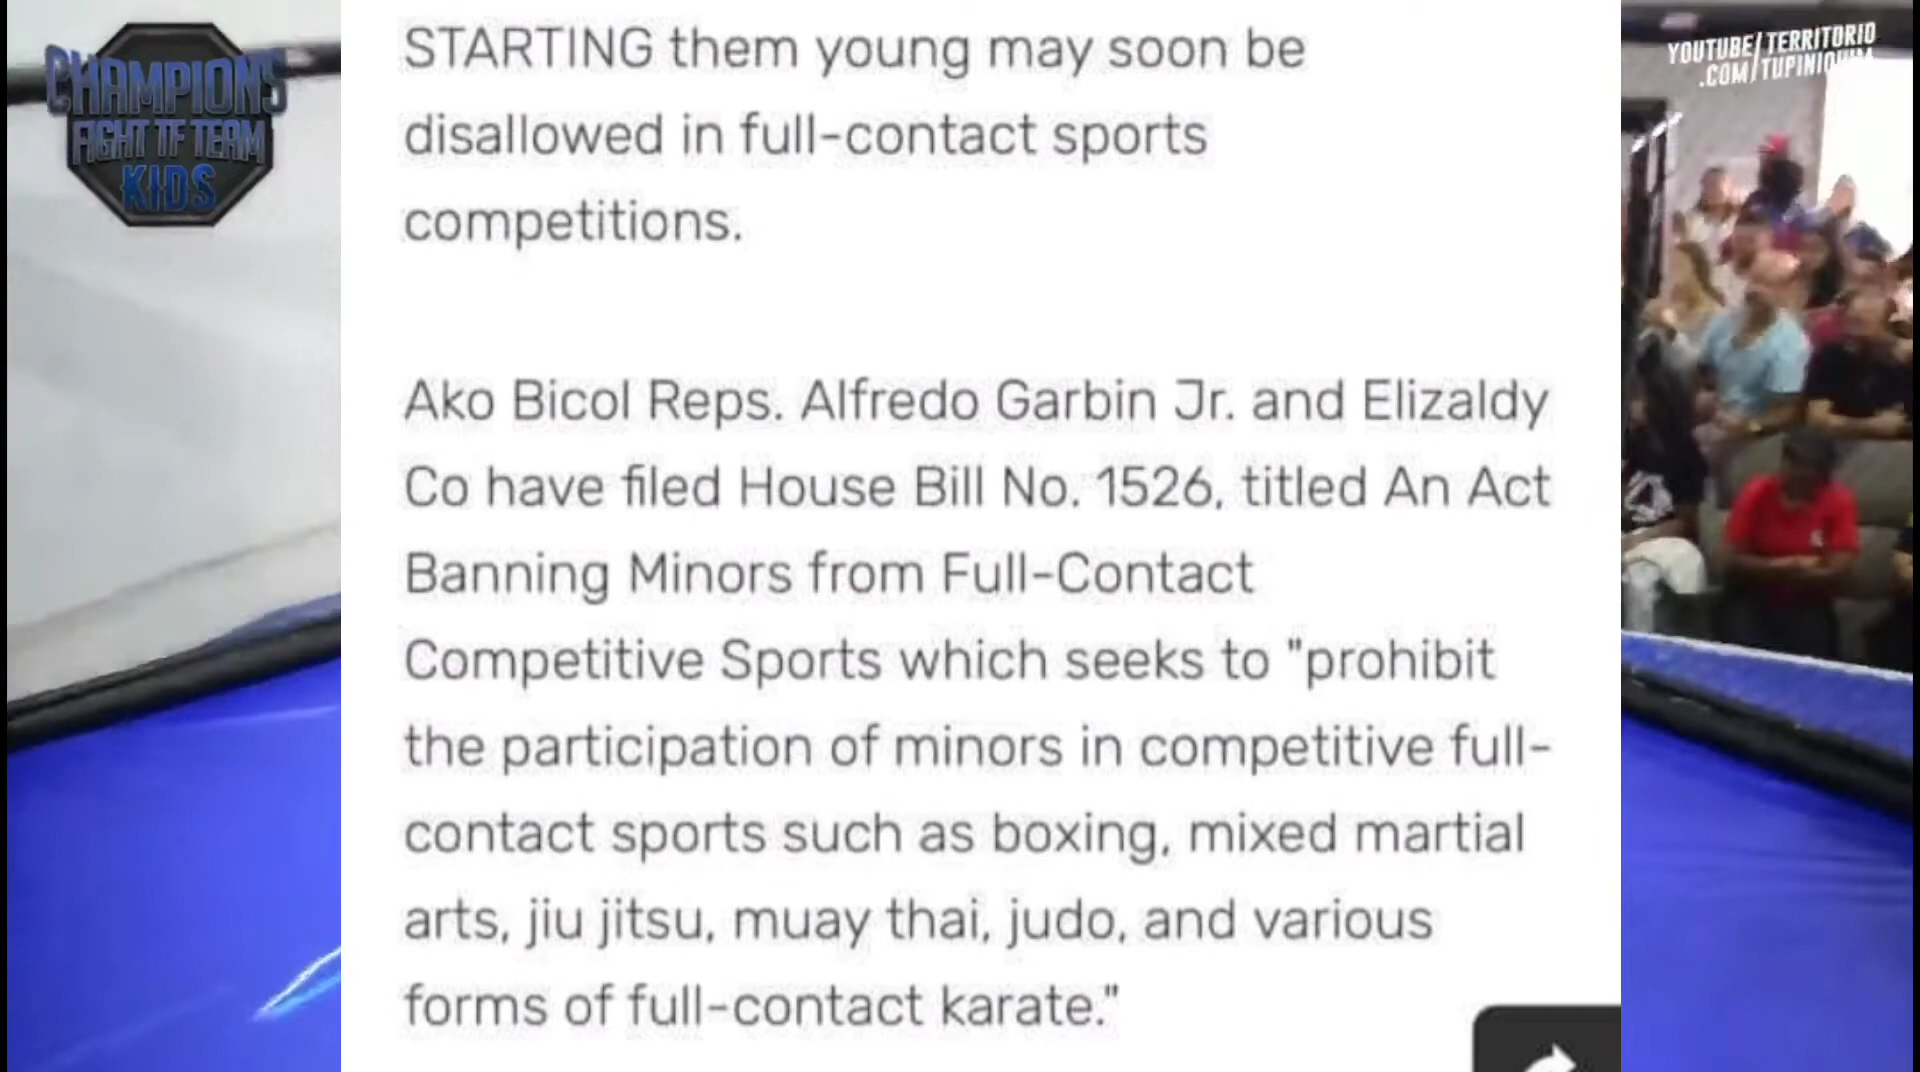 CHAMPIONS
FIGHT TF TEAM
KIDS
YOUTUBE/TERRITORIO
.COM/TUPINIQUIM
STARTING them young may soon be
disallowed in full-contact sports
competitions.
Ako Bicol Reps. Alfredo Garbin Jr. and Elizaldy
Co have filed House Bill No. 1526, titled An Act
Banning Minors from Full-Contact
Competitive Sports which seeks to "prohibit
the participation of minors in competitive full-
contact sports such as boxing, mixed martial
arts, jiu jitsu, muay thai, judo, and various
forms of full-contact karate."